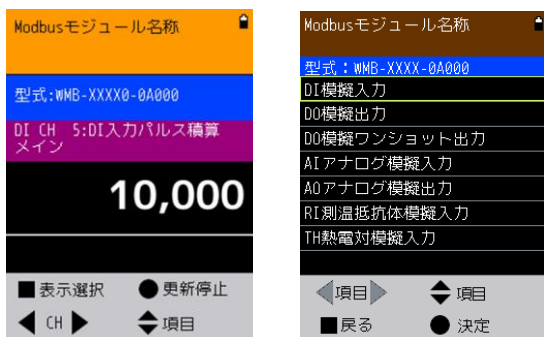 Modbusモジュール名称
型式:WMB-XXXX0-0A000
DI CH 5:DI入力パルス積算
メイン
10,000
■表示選択 ●更新停止
◀ CH ▶ ◆項目
Modbusモジュール名称
型式：WMB-XXXX-0A000
DI模擬入力
DO模擬出力
DO模擬ワンショット出力
AIアナログ模擬入力
AOアナログ模擬出力
RI測温抵抗体模擬入力
TH熱電対模擬入力
◀項目▶ ◆ 項目
■戻る ● 決定